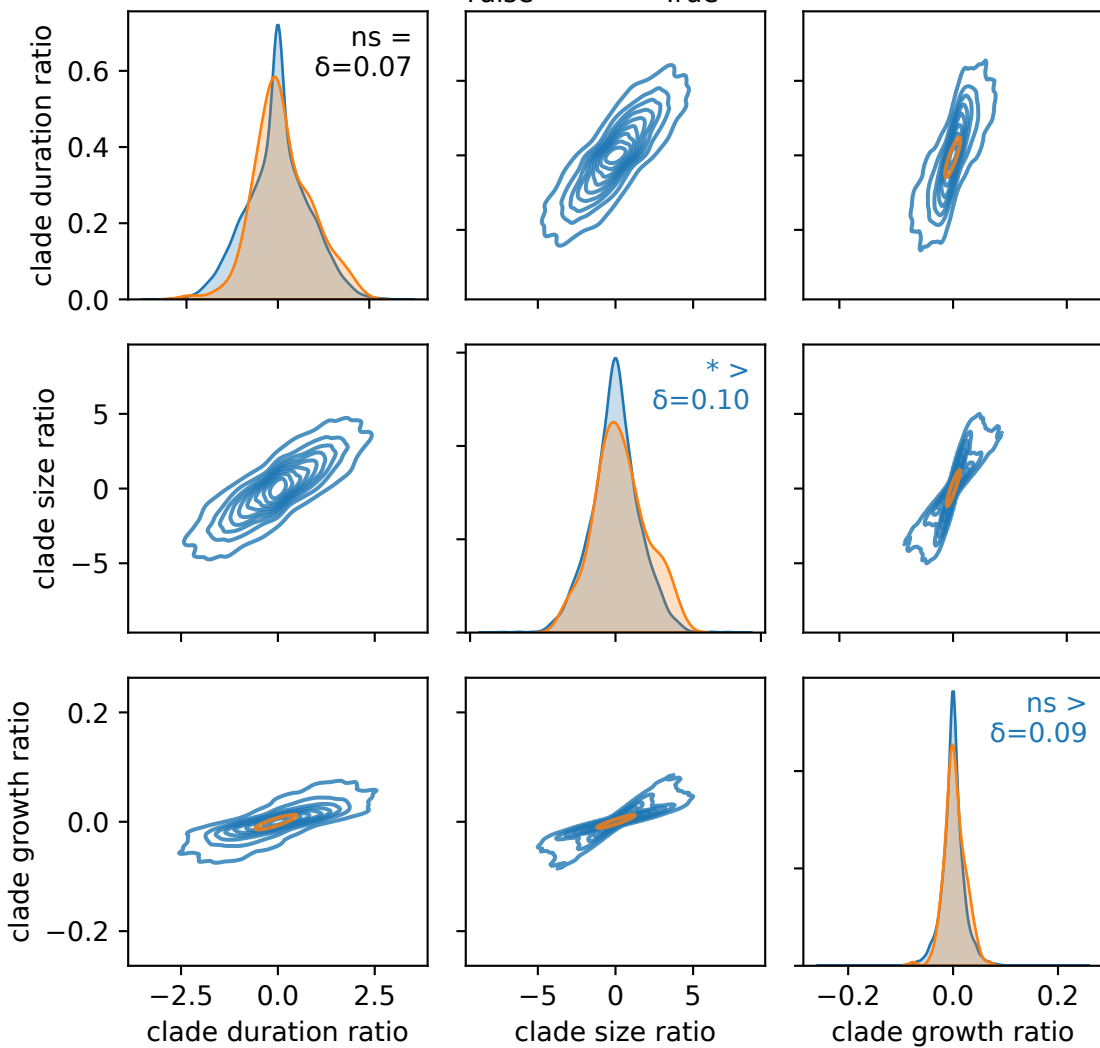 clade duration ratio
0.6
0.4
0.2
0.0
ns =
δ=0.07
clade size ratio
5
0
−5
* >
δ=0.10
clade growth ratio
0.2
0.0
−0.2
ns >
δ=0.09
−2.5 0.0 2.5
−5 0 5
−0.2 0.0 0.2
clade duration ratio
clade size ratio
clade growth ratio